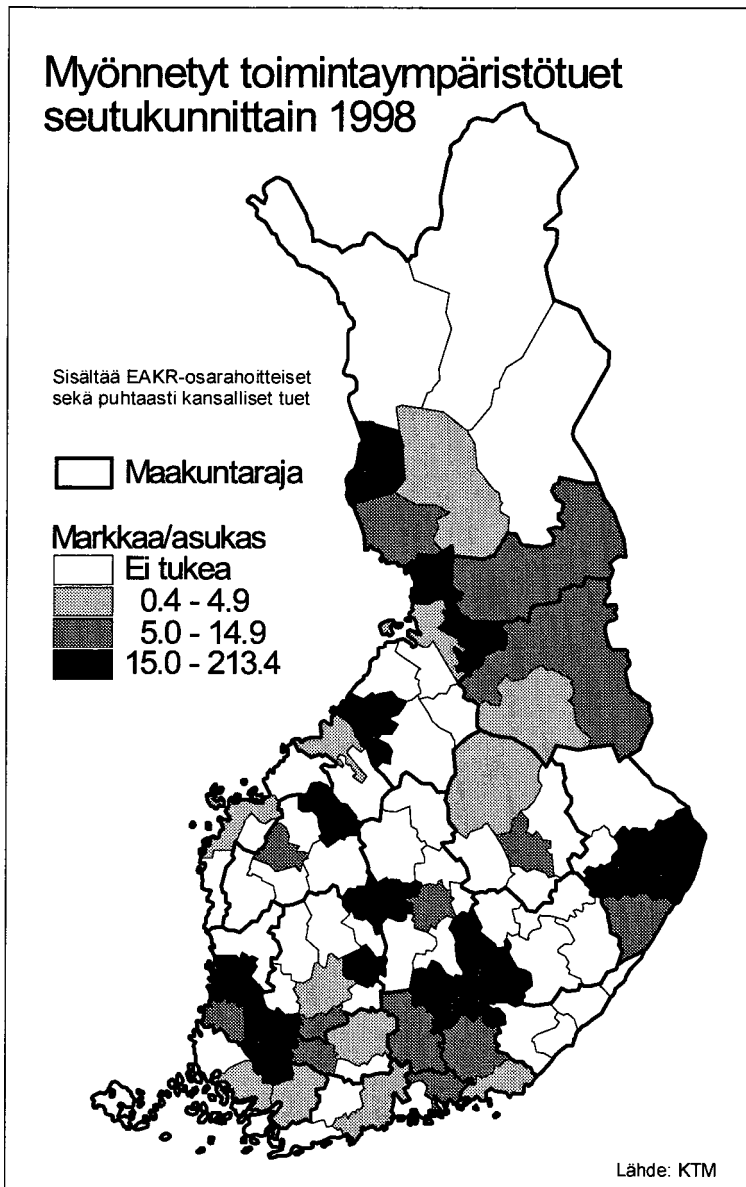 Myönnetyt toimintaympäristötuet
seutukunnittain 1998
Sisältää EAKR-osarahoitteiset
sekä puhtaasti kansalliset tuet
Maakuntaraja
Markkaa/asukas
Ei tukea
0.4 - 4.9
5.0 - 14.9
15.0 - 213.4
Lähde: KTM